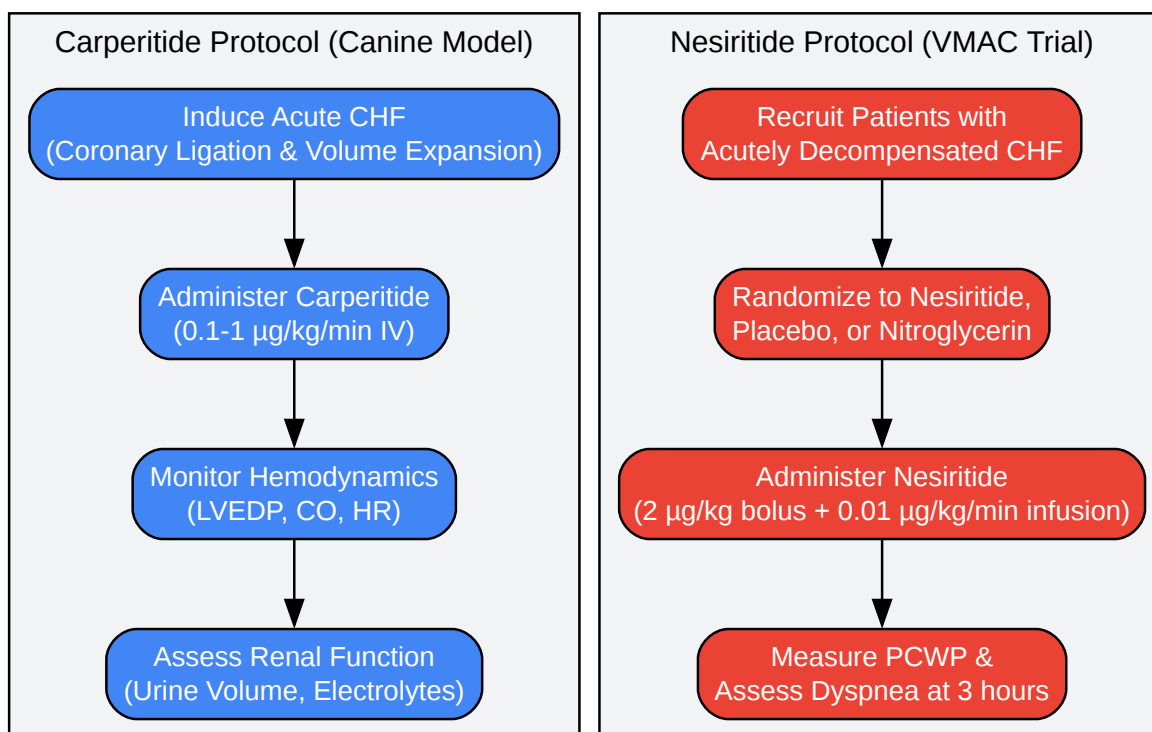 Carperitide Protocol (Canine Model)
Induce Acute CHF
(Coronary Ligation & Volume Expansion)
Administer Carperitide
(0.1-1 µg/kg/min IV)
Monitor Hemodynamics
(LVEDP, CO, HR)
Assess Renal Function
(Urine Volume, Electrolytes)
Nesiritide Protocol (VMAC Trial)
Recruit Patients with
Acutely Decompensated CHF
Randomize to Nesiritide,
Placebo, or Nitroglycerin
Administer Nesiritide
(2 µg/kg bolus + 0.01 µg/kg/min infusion)
Measure PCWP &
Assess Dyspnea at 3 hours